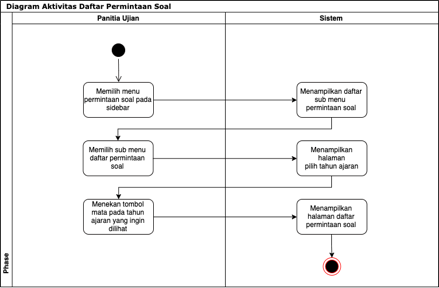 Diagram Aktivitas Daftar Permintaan Soal
Panitia Ujian
Sistem
Memilih menu
permintaan soal pada
sidebar
Menampilkan daftar
sub menu
permintaan soal
Memilih sub menu
daftar permintaan
soal
Menampilkan
halaman
pilih tahun ajaran
Menekan tombol
mata pada tahun
ajaran yang ingin
dilihat
Menampilkan
halaman daftar
permintaan soal
Phase